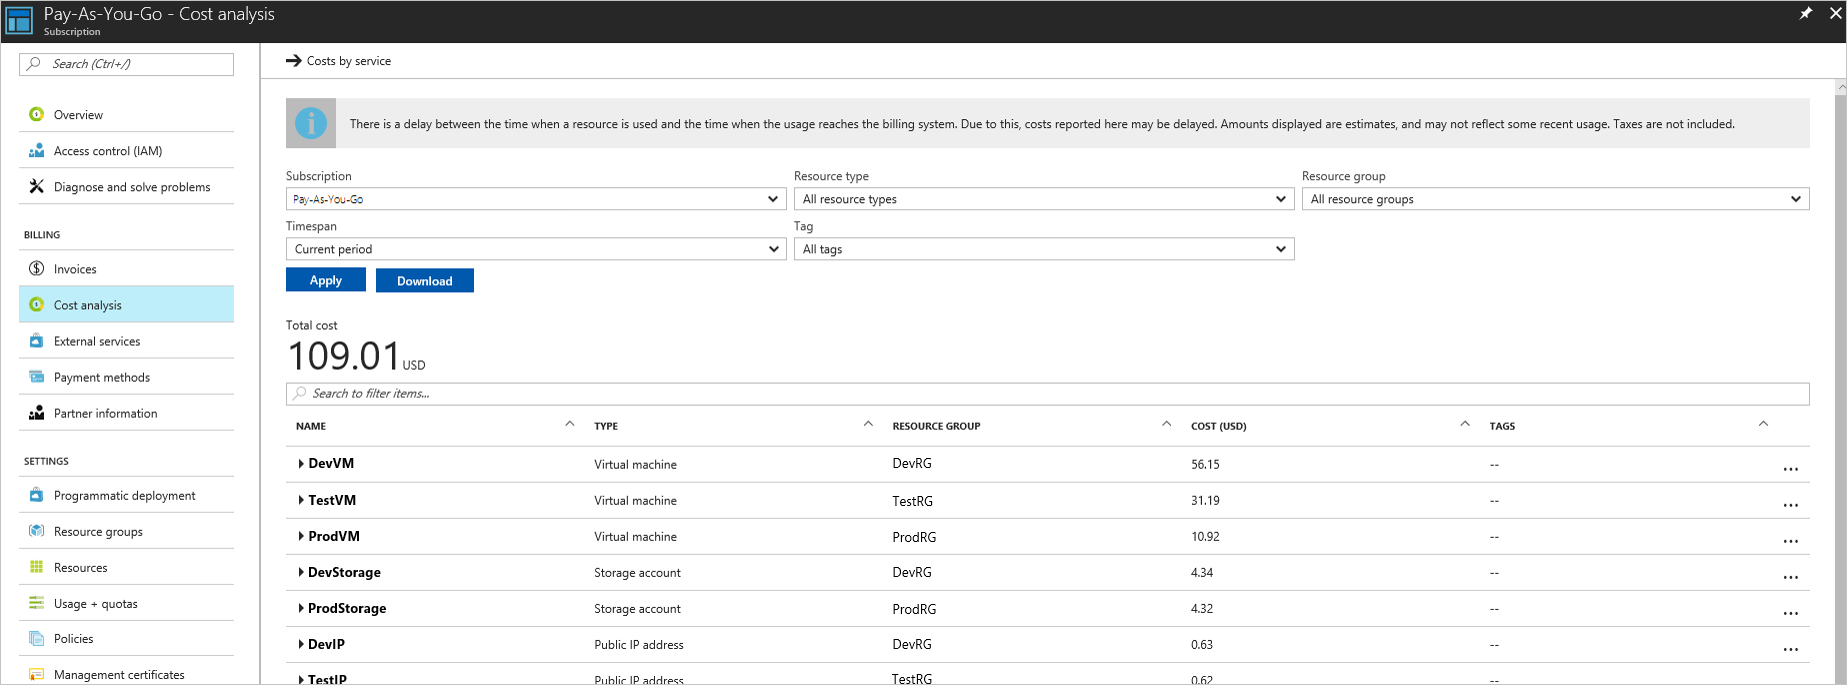 Pay-As-You-Go - Cost analysis
Subscription
Search (Ctrl+/)
Overview
Access control (IAM)
Diagnose and solve problems
BILLING
Invoices
Cost analysis
External services
Payment methods
Partner information
SETTINGS
Programmatic deployment
Resource groups
Resources
Usage + quotas
Policies
Management certificates
Costs by service
There is a delay between the time when a resource is used and the time when the usage reaches the billing system. Due to this, costs reported here may be delayed. Amounts displayed are estimates, and may not reflect some recent usage. Taxes are not included.
Subscription Resource type Resource group
Pay-As-You-Go All resource types All resource groups
Timespan Tag
Current period All tags
Apply Download
Total cost
109.01 USD
Search to filter items...
NAME TYPE RESOURCE GROUP COST (USD) TAGS
DevVM Virtual machine DevRG 56.15 -- ...
TestVM Virtual machine TestRG 31.19 -- ...
ProdVM Virtual machine ProdRG 10.92 -- ...
DevStorage Storage account DevRG 4.34 -- ...
ProdStorage Storage account ProdRG 4.32 -- ...
DevIP Public IP address DevRG 0.63 -- ...
TestIP Public IP address TestRG 0.62 --